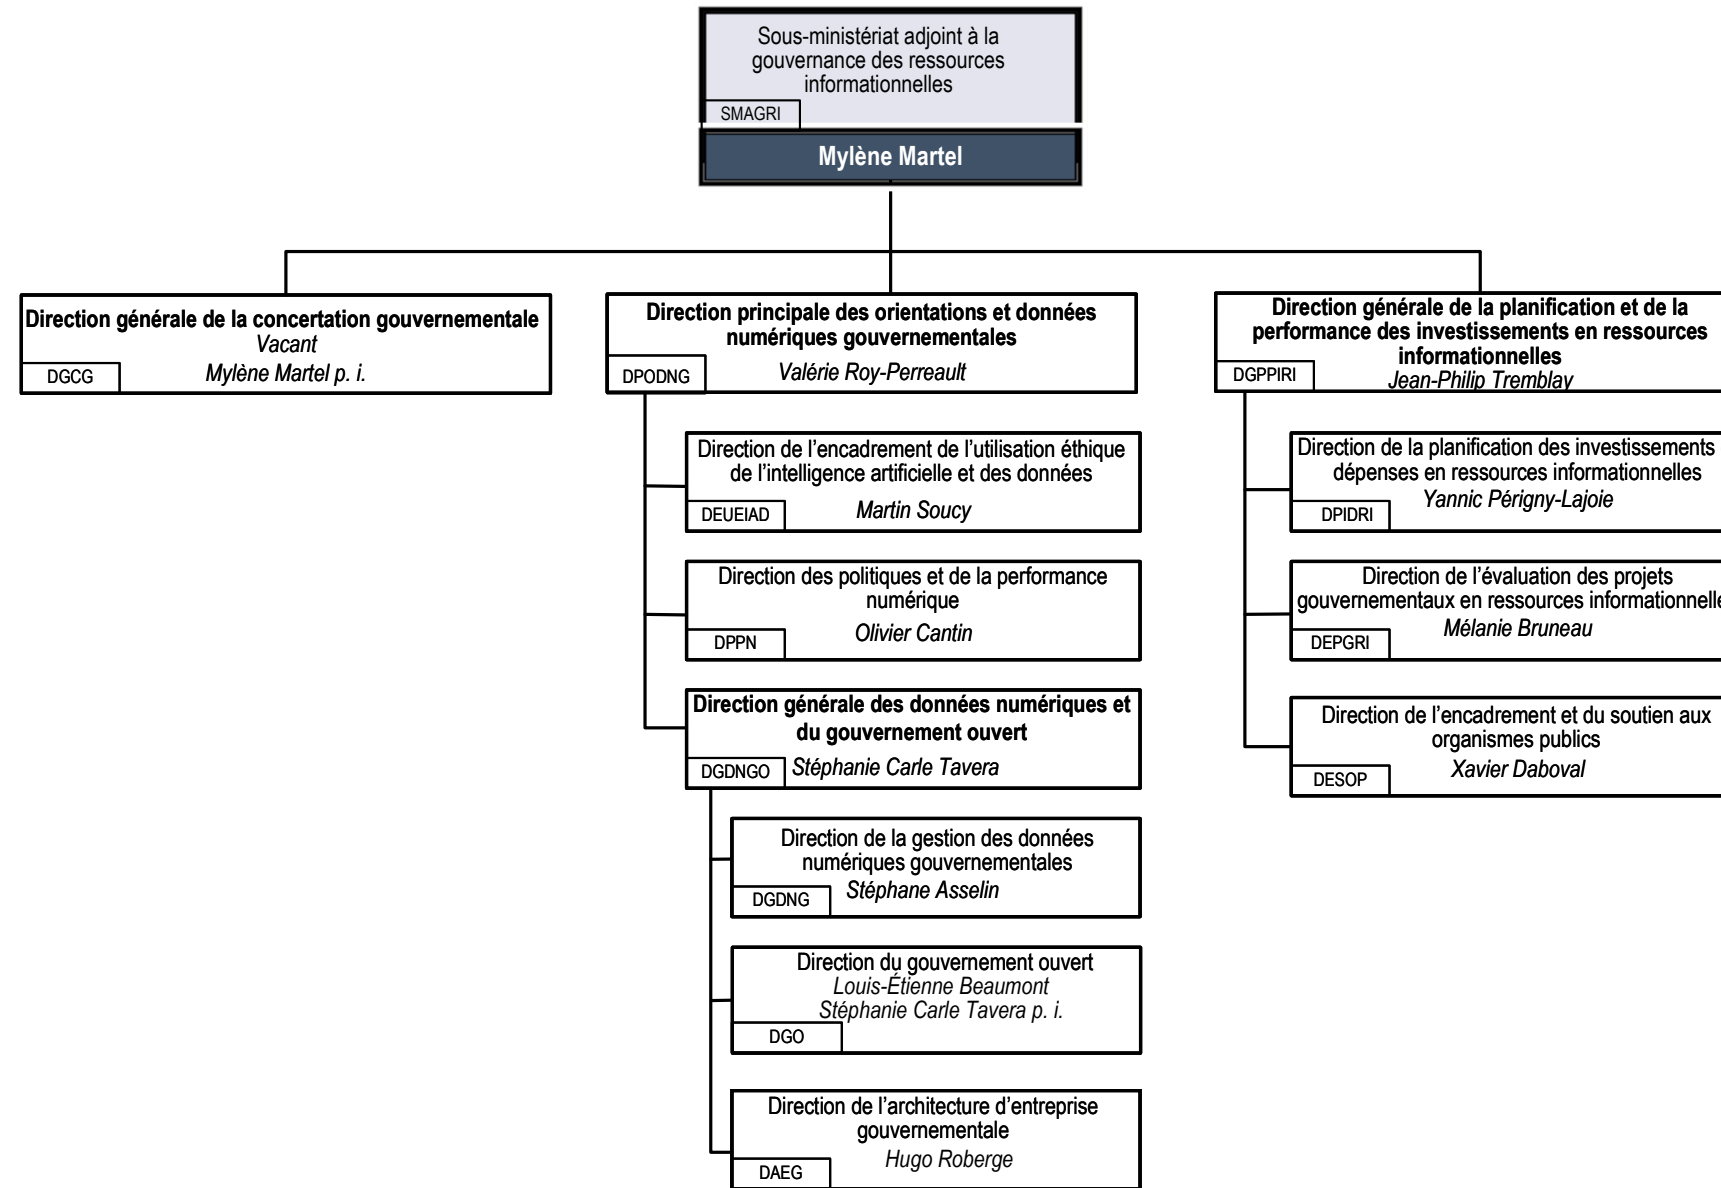 Sous-ministériat adjoint à la
gouvernance des ressources
informationnelles
SMAGRI
Mylène Martel
Direction générale de la concertation gouvernementale
Vacant
Mylène Martel p. i.
DGCG
Direction principale des orientations et données
numériques gouvernementales
Valérie Roy-Perreault
DPODNG
Direction de l’encadrement de l’utilisation éthique
de l’intelligence artificielle et des données
Martin Soucy
DEUEIAD
Direction des politiques et de la performance
numérique
Olivier Cantin
DPPN
Direction générale des données numériques et
du gouvernement ouvert
Stéphanie Carle Tavera
DGDNGO
Direction de la gestion des données
numériques gouvernementales
Stéphane Asselin
DGDNG
Direction du gouvernement ouvert
Louis-Étienne Beaumont
Stéphanie Carle Tavera p. i.
DGO
Direction de l’architecture d’entreprise
gouvernementale
Hugo Roberge
DAEG
Direction générale de la planification et de la
performance des investissements en ressources
informationnelles
Jean-Philip Tremblay
DGPPIRI
Direction de la planification des investissements
dépenses en ressources informationnelles
Yannic Périgny-Lajoie
DPIDRI
Direction de l’évaluation des projets
gouvernementaux en ressources
Mélanie Bruneau
DEPGRI
Direction de l’encadrement et du soutien aux
organismes publics
Xavier Daboval
DESOP